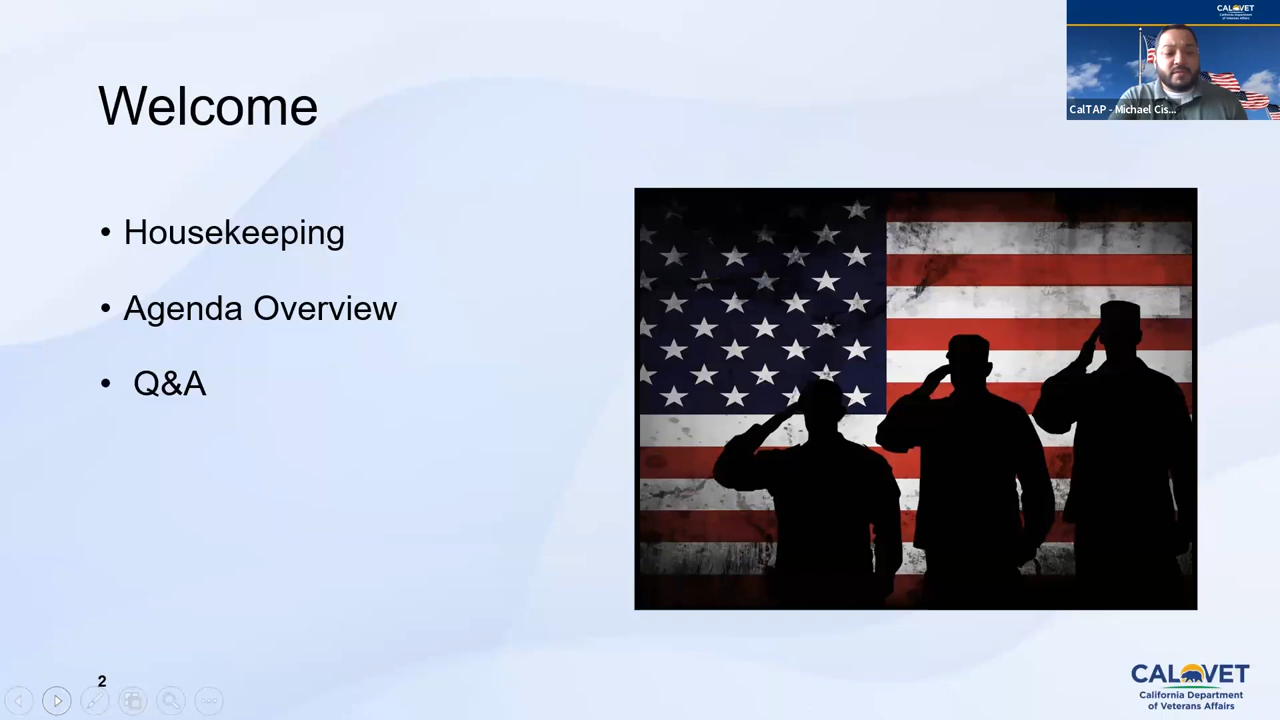 CALVET
California Department
of Veterans Affairs
CalTAP - Michael Cis...
Welcome
• Housekeeping
• Agenda Overview
• Q&A
2
CALVET
California Department
of Veterans Affairs